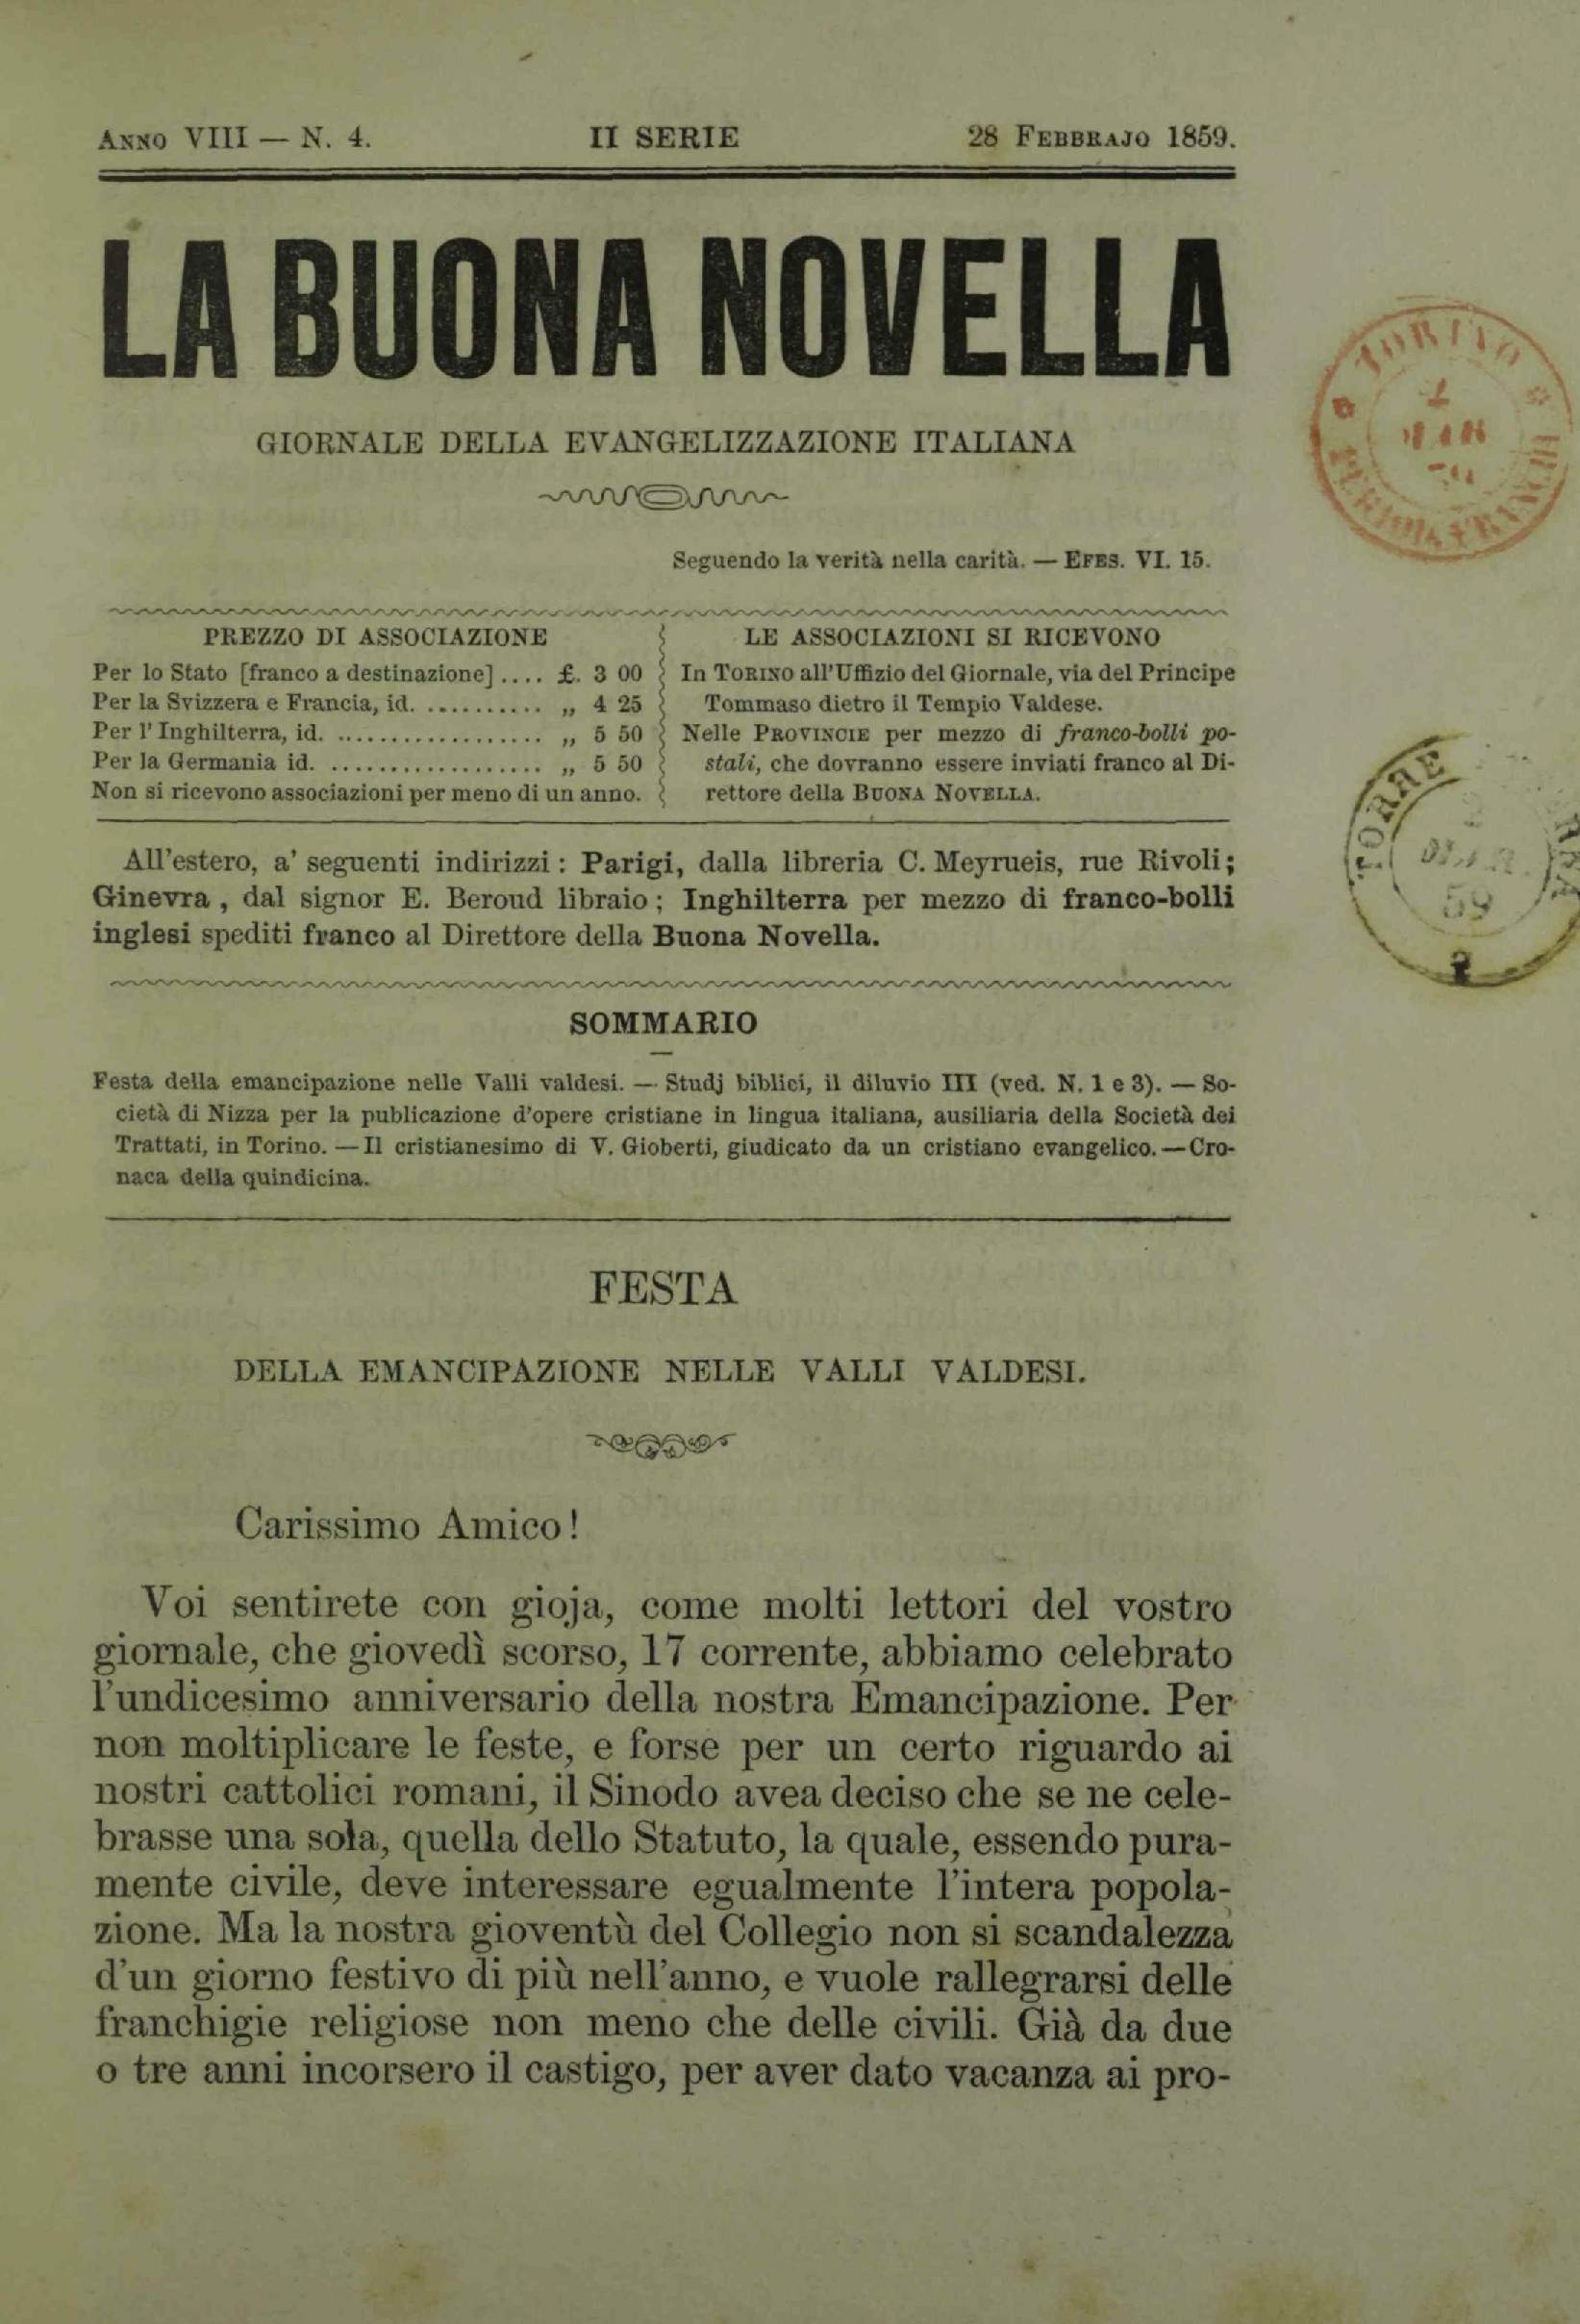 ANNO VIII — N. 4.
II SERIE
28 FEBBRAJO 1859.
LA BUONA NOVELLA
GIORNALE DELLA EVANGELIZZAZIONE ITALIANA
Seguendo la verità nella carità. — EFES. VI. 15.
PREZZO DI ASSOCIAZIONE
Per lo Stato [franco a destinazione] .... £. 3 00
Per la Svizzera e Francia, id. .......... „ 4 25
Per l'Inghilterra, id. .................. „ 5 50
Per la Germania id. .................. „ 5 50
Non si ricevono associazioni per meno di un anno.
LE ASSOCIAZIONI SI RICEVONO
In TORINO all'Uffizio del Giornale, via del Principe
Tommaso dietro il Tempio Valdese.
Nelle PROVINCIE per mezzo di franco-bolli po-
stali, che dovranno essere inviati franco al Di-
rettore della BUONA NOVELLA.
All'estero, a' seguenti indirizzi : Parigi, dalla libreria C. Meyrueis, rue Rivoli;
Ginevra , dal signor E. Beroud libraio ; Inghilterra per mezzo di franco-bolli
inglesi spediti franco al Direttore della Buona Novella.
SOMMARIO
Festa della emancipazione nelle Valli valdesi. — Studj biblici, il diluvio III (ved. N. 1 e 3). — So-
cietà di Nizza per la publicazione d'opere cristiane in lingua italiana, ausiliaria della Società dei
Trattati, in Torino. — Il cristianesimo di V. Gioberti, giudicato da un cristiano evangelico. — Cro-
naca della quindicina.
FESTA
DELLA EMANCIPAZIONE NELLE VALLI VALDESI.
Carissimo Amico !
Voi sentirete con gioja, come molti lettori del vostro
giornale, che giovedì scorso, 17 corrente, abbiamo celebrato
l'undicesimo anniversario della nostra Emancipazione. Per
non moltiplicare le feste, e forse per un certo riguardo ai
nostri cattolici romani, il Sinodo avea deciso che se ne cele-
brasse una sola, quella dello Statuto, la quale, essendo pura-
mente civile, deve interessare egualmente l'intera popola-
zione. Ma la nostra gioventù del Collegio non si scandalezza
d'un giorno festivo di più nell'anno, e vuole rallegrarsi delle
franchigie religiose non meno che delle civili. Già da due
o tre anni incorsero il castigo, per aver dato vacanza ai pro-
TORINO
TORRE
59
2